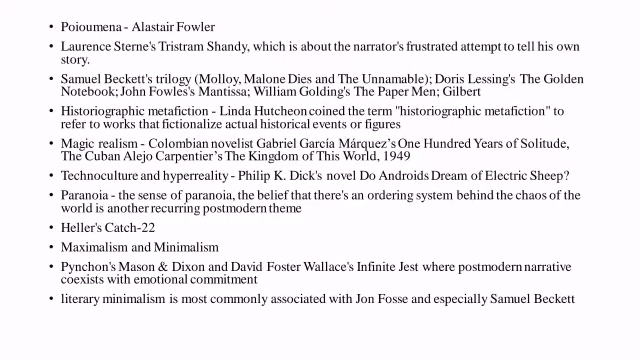 • Poioumena - Alastair Fowler
• Laurence Sterne's Tristram Shandy, which is about the narrator's frustrated attempt to tell his own
story.
• Samuel Beckett's trilogy (Molloy, Malone Dies and The Unnamable); Doris Lessing's The Golden
Notebook; John Fowles's Mantissa; William Golding's The Paper Men; Gilbert
• Historiographic metafiction - Linda Hutcheon coined the term "historiographic metafiction" to
refer to works that fictionalize actual historical events or figures
• Magic realism - Colombian novelist Gabriel García Márquez’s One Hundred Years of Solitude,
The Cuban Alejo Carpentier’s The Kingdom of This World, 1949
• Technoculture and hyperreality - Philip K. Dick's novel Do Androids Dream of Electric Sheep?
• Paranoia - the sense of paranoia, the belief that there's an ordering system behind the chaos of the
world is another recurring postmodern theme
• Heller's Catch-22
• Maximalism and Minimalism
• Pynchon's Mason & Dixon and David Foster Wallace's Infinite Jest where postmodern narrative
coexists with emotional commitment
• literary minimalism is most commonly associated with Jon Fosse and especially Samuel Beckett